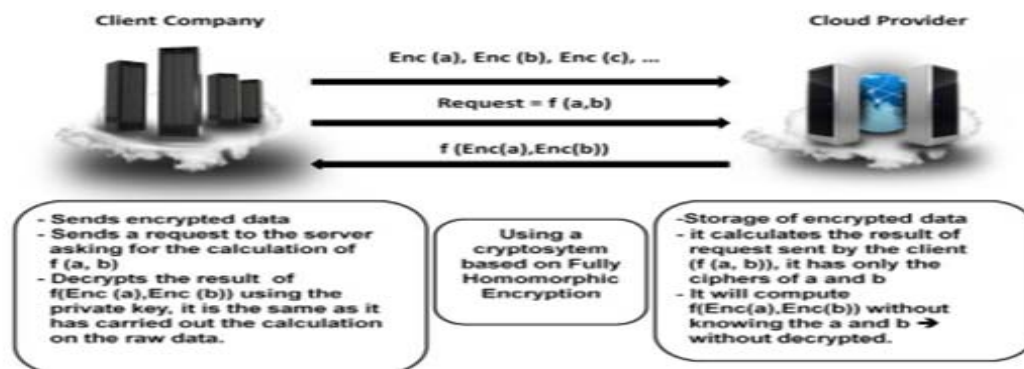 Client Company
Cloud Provider
Enc (a), Enc (b), Enc (c), ...
Request = f (a,b)
f (Enc(a),Enc(b))
- Sends encrypted data
- Sends a request to the server
asking for the calculation of
f (a, b)
- Decrypts the result of
f(Enc (a),Enc (b)) using the
private key, it is the same as it
has carried out the calculation
on the raw data.
Using a
cryptosytem
based on Fully
Homomorphic
Encryption
-Storage of encrypted data
- it calculates the result of
request sent by the client
(f (a, b)), it has only the
ciphers of a and b
- It will compute
f(Enc(a),Enc(b)) without
knowing the a and b ➔
without decrypted.